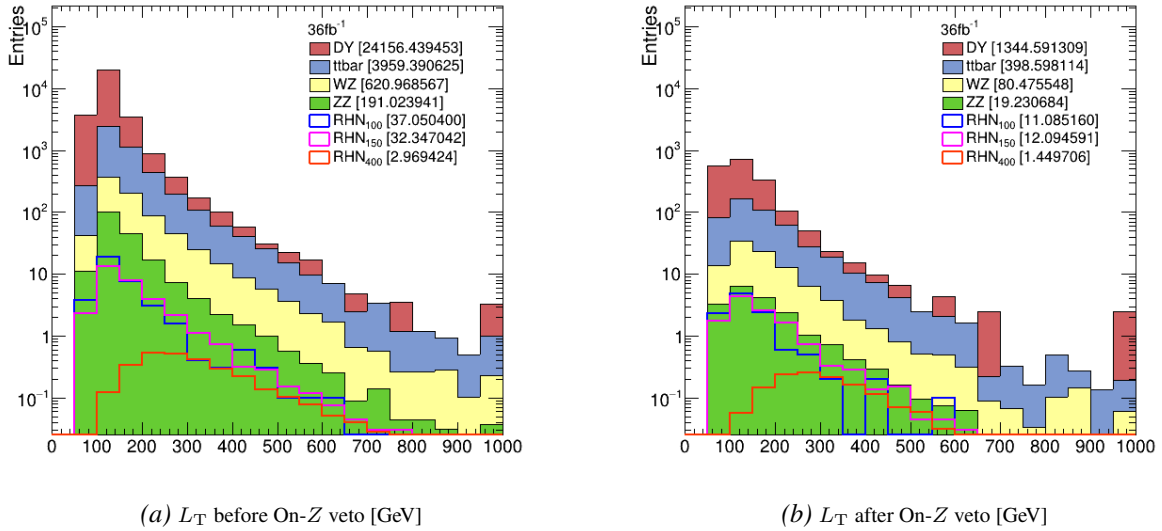 Entries
10⁵
10⁴
10³
10²
10
1
10⁻¹
36fb⁻¹
DY [24156.439453]
ttbar [3959.390625]
WZ [620.968567]
ZZ [191.023941]
RHN₁₀₀ [37.050400]
RHN₁₅₀ [32.347042]
RHN₄₀₀ [2.969424]
0 100 200 300 400 500 600 700 800 900 1000
(a) L_T before On-Z veto [GeV]
Entries
10⁵
10⁴
10³
10²
10
1
10⁻¹
36fb⁻¹
DY [1344.591309]
ttbar [398.598114]
WZ [80.475548]
ZZ [19.230684]
RHN₁₀₀ [11.085160]
RHN₁₅₀ [12.094591]
RHN₄₀₀ [1.449706]
0 100 200 300 400 500 600 700 800 900 1000
(b) L_T after On-Z veto [GeV]